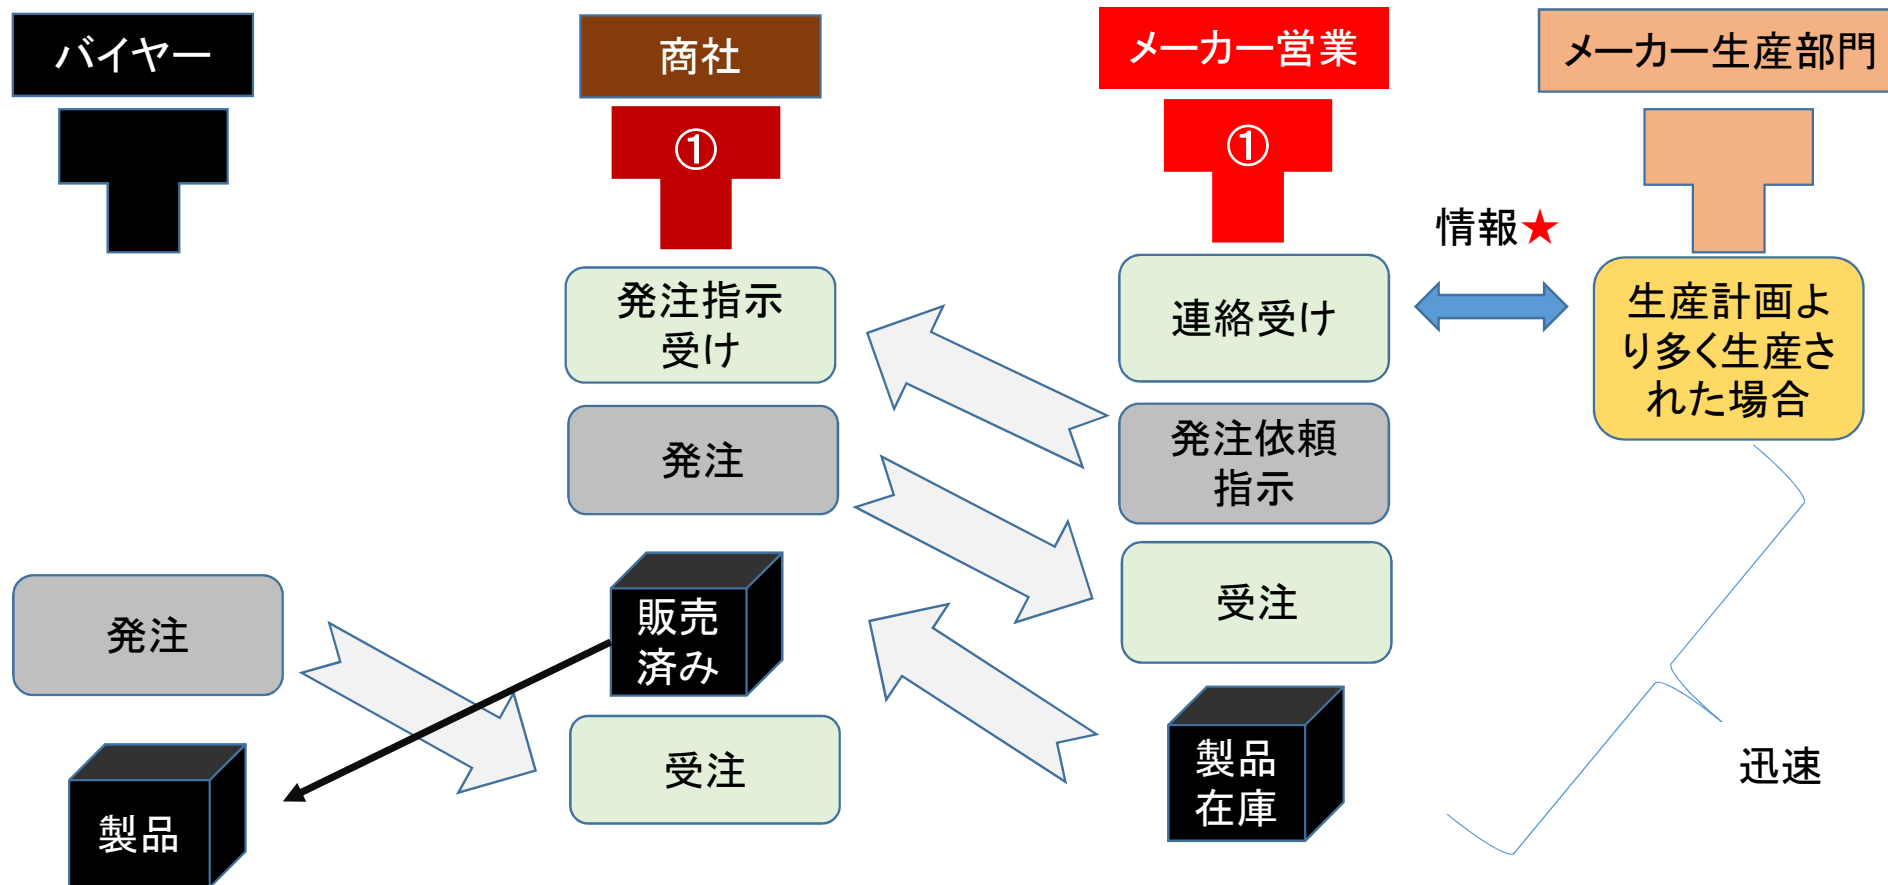 バイヤー
商社
メーカー営業
メーカー生産部門
①
①
情報★
発注指示
受け
連絡受け
生産計画よ
り多く生産さ
れた場合
発注
発注依頼
指示
発注
販売
済み
受注
受注
製品
在庫
迅速
製品